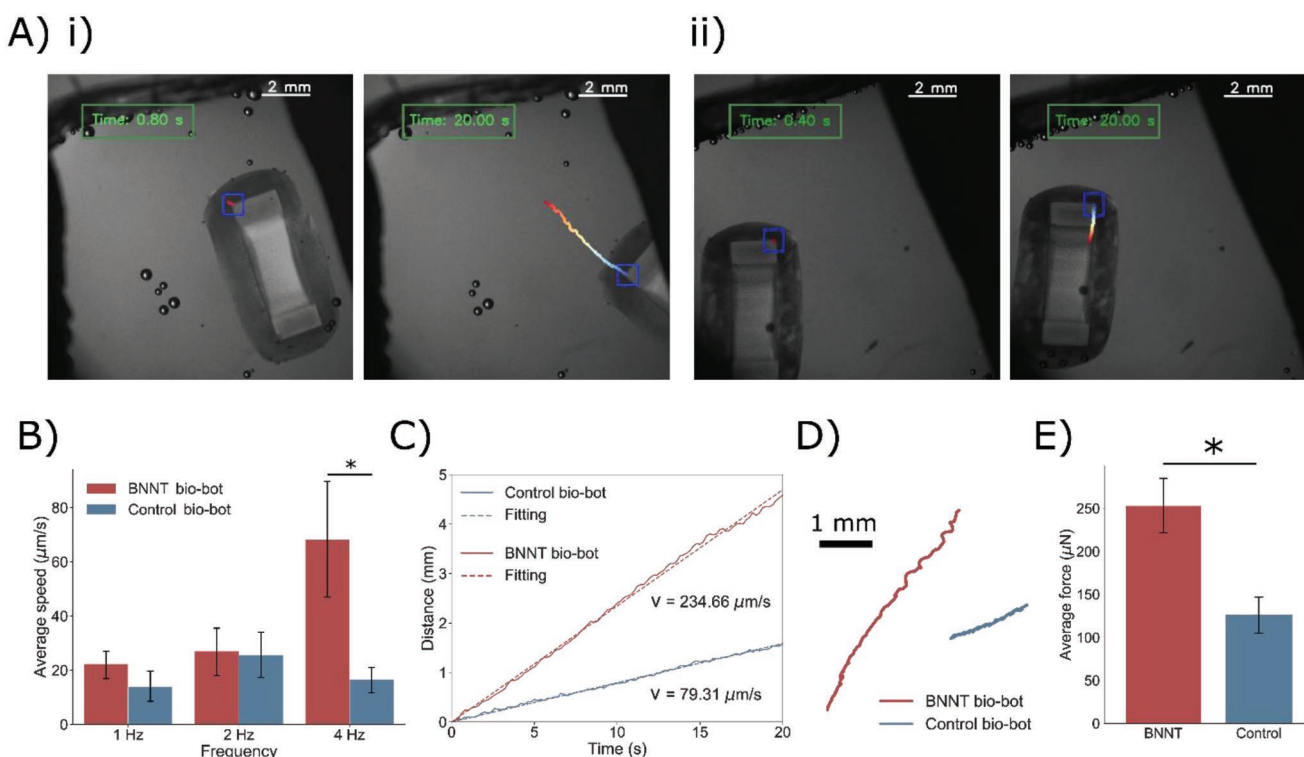 A) i)
ii)
2 mm
Time: 0.80 s
2 mm
Time: 20.00 s
2 mm
Time: 0.40 s
2 mm
Time: 20.00 s
B)
BNNT bio-bot
Control bio-bot
*
Average speed (μm/s)
80
60
40
20
0
1 Hz
2 Hz
4 Hz
Frequency
C)
Control bio-bot
Fitting
BNNT bio-bot
Fitting
V = 234.66 μm/s
V = 79.31 μm/s
Distance (mm)
5
4
3
2
1
0
0
5
10
15
20
Time (s)
D)
1 mm
BNNT bio-bot
Control bio-bot
E)
*
Average force (μN)
250
200
150
100
50
0
BNNT
Control